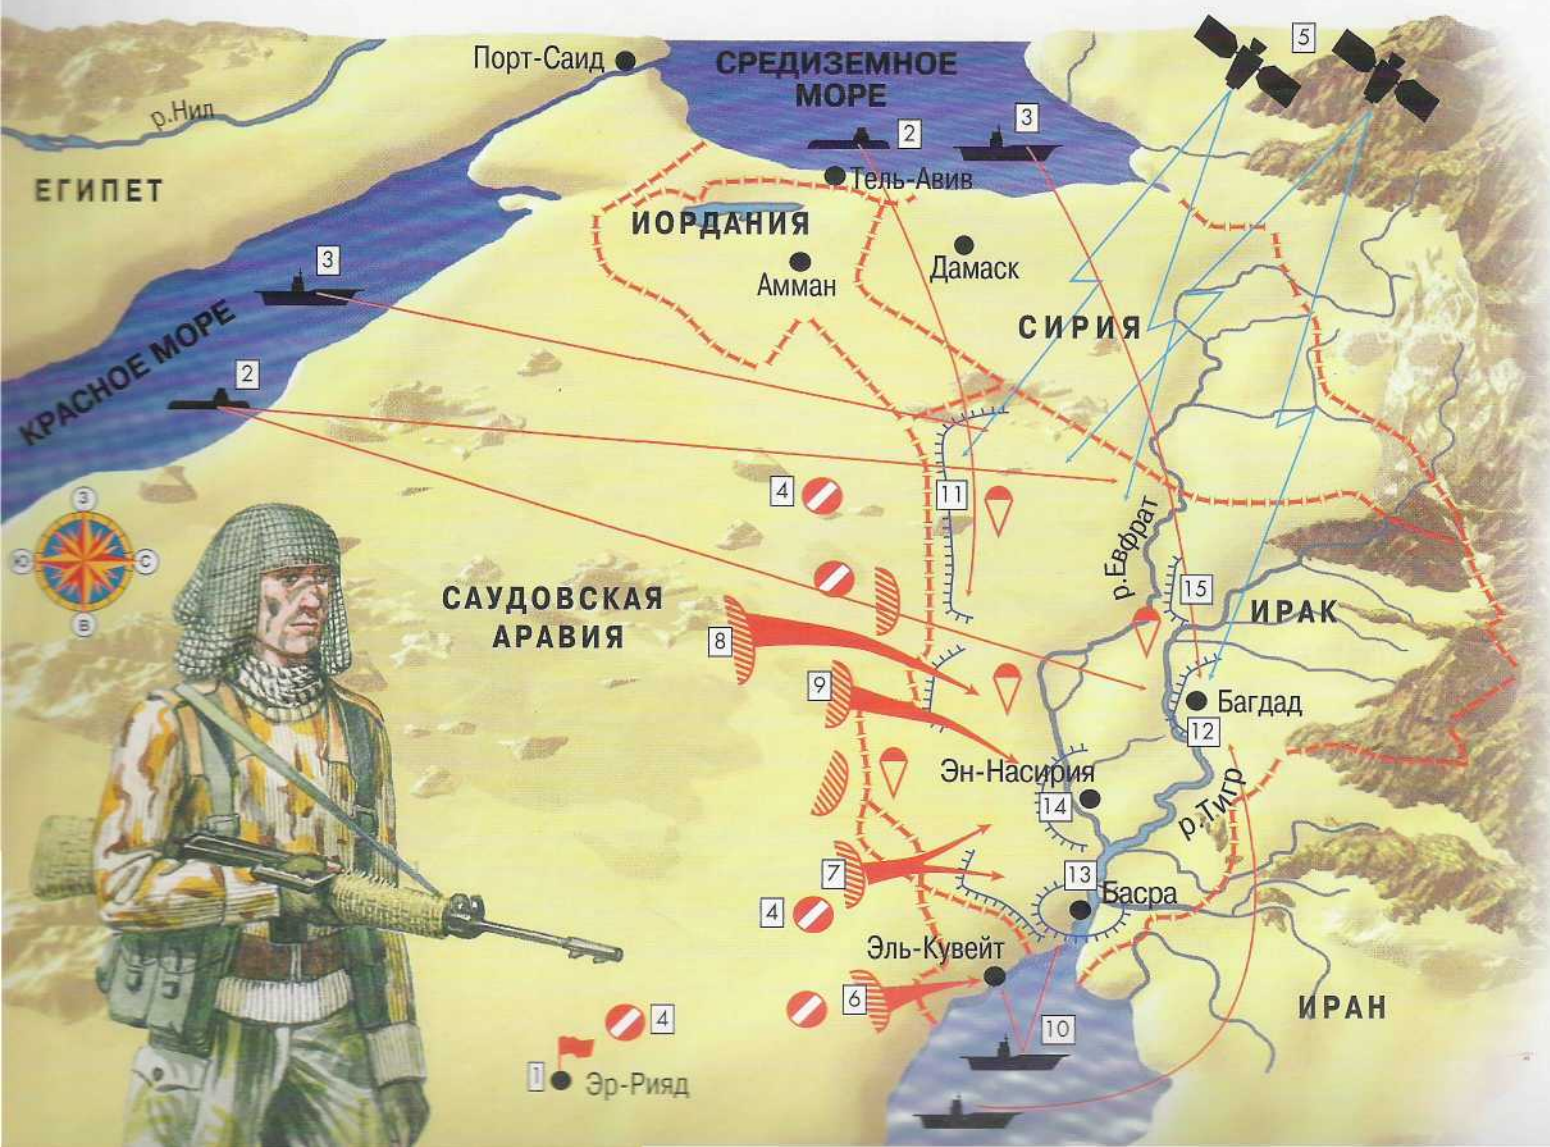 5
Порт-Саид
СРЕДИЗЕМНОЕ
МОРЕ
р.Нил
2
3
Тель-Авив
ЕГИПЕТ
ИОРДАНИЯ
3
Дамаск
Амман
СИРИЯ
КРАСНОЕ МОРЕ
2
З
Ю
С
В
4
11
р.Евфрат
15
САУДОВСКАЯ
АРАВИЯ
ИРАК
8
9
Багдад
12
Эн-Насирия
14
р.Тигр
7
13
Басра
4
Эль-Кувейт
6
ИРАН
4
10
1
Эр-Рияд